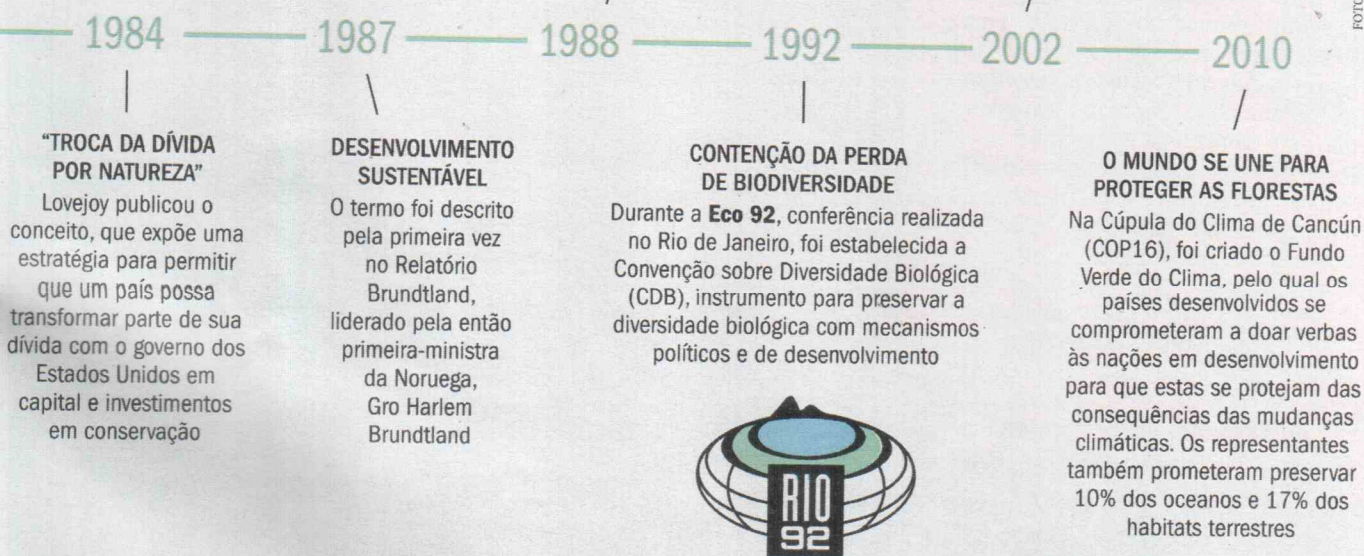 FOTO
1984
1987
1988
1992
2002
2010
"TROCA DA DÍVIDA
POR NATUREZA"
Lovejoy publicou o
conceito, que expõe uma
estratégia para permitir
que um país possa
transformar parte de sua
dívida com o governo dos
Estados Unidos em
capital e investimentos
em conservação
DESENVOLVIMENTO
SUSTENTÁVEL
O termo foi descrito
pela primeira vez
no Relatório
Brundtland,
liderado pela então
primeira-ministra
da Noruega,
Gro Harlem
Brundtland
CONTENÇÃO DA PERDA
DE BIODIVERSIDADE
Durante a Eco 92, conferência realizada
no Rio de Janeiro, foi estabelecida a
Convenção sobre Diversidade Biológica
(CDB), instrumento para preservar a
diversidade biológica com mecanismos
políticos e de desenvolvimento
RIO
92
O MUNDO SE UNE PARA
PROTEGER AS FLORESTAS
Na Cúpula do Clima de Cancún
(COP16), foi criado o Fundo
Verde do Clima, pelo qual os
países desenvolvidos se
comprometeram a doar verbas
às nações em desenvolvimento
para que estas se protejam das
consequências das mudanças
climáticas. Os representantes
também prometeram preservar
10% dos oceanos e 17% dos
habitats terrestres